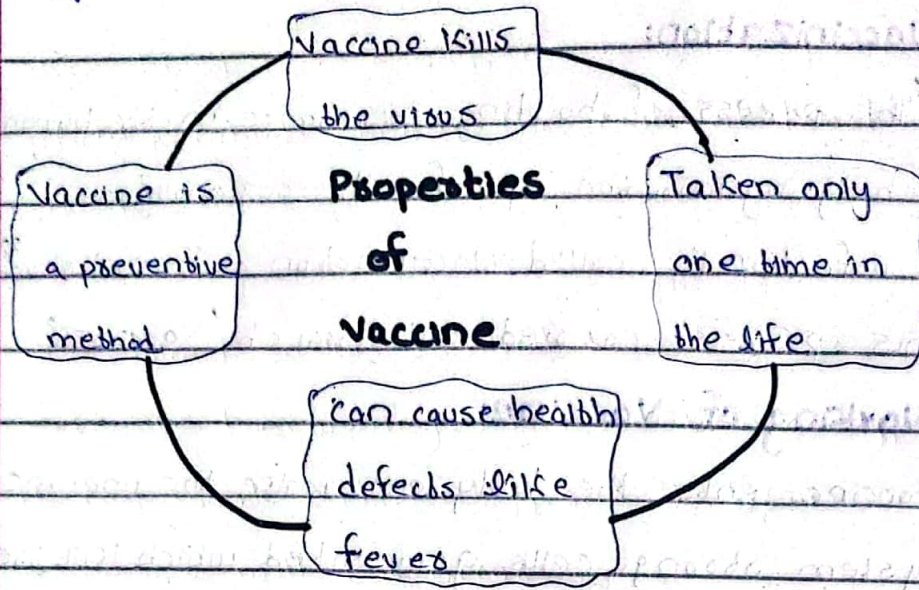 Vaccine kills
the virus
Properties
of
Vaccine
Vaccine is
a preventive
method
Taken only
one time in
the life
can cause health
defects like
fever